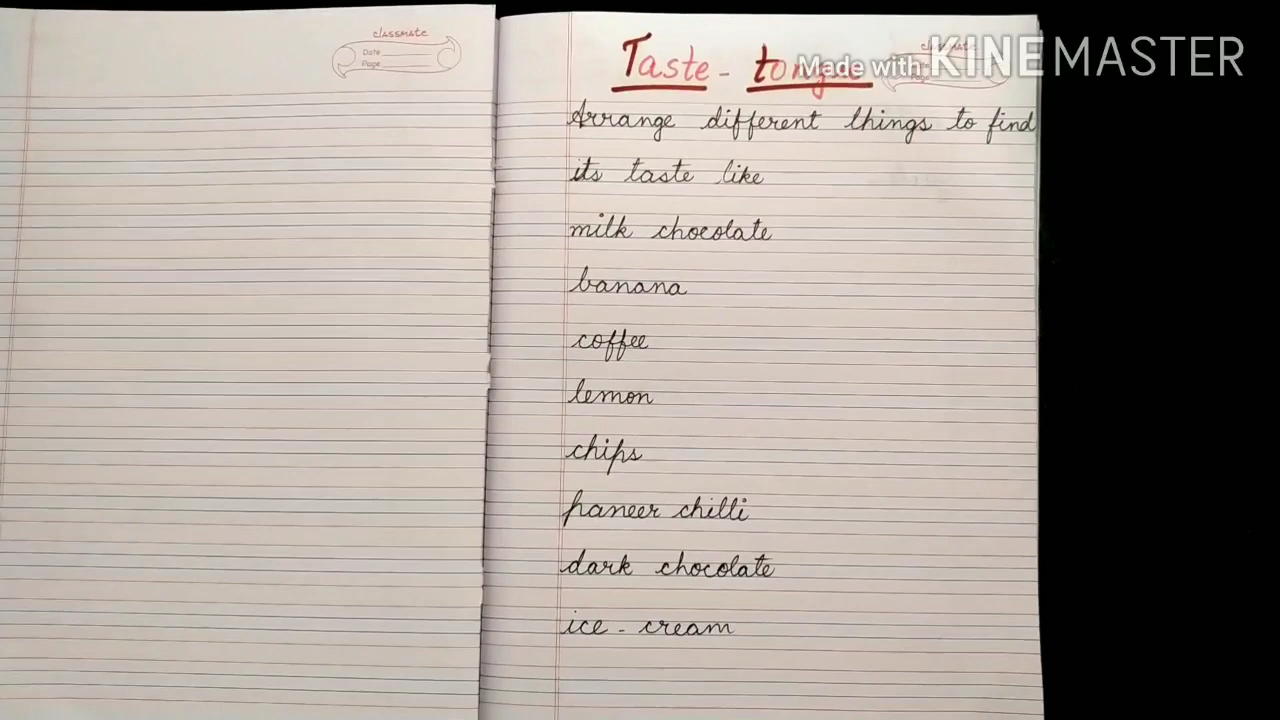 classmate
Date
Page
Taste - tongue
Made with KINEMASTER
Arrange different things to find
its taste like
milk chocolate
banana
coffee
lemon
chips
paneer chilli
dark chocolate
ice - cream